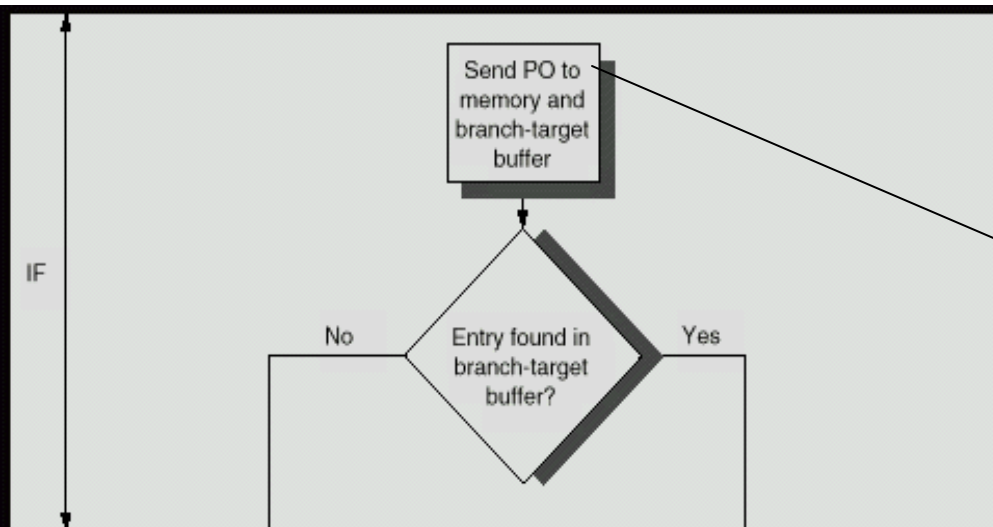 Send PO to
memory and
branch-target
buffer
IF
No
Entry found in
branch-target
buffer?
Yes